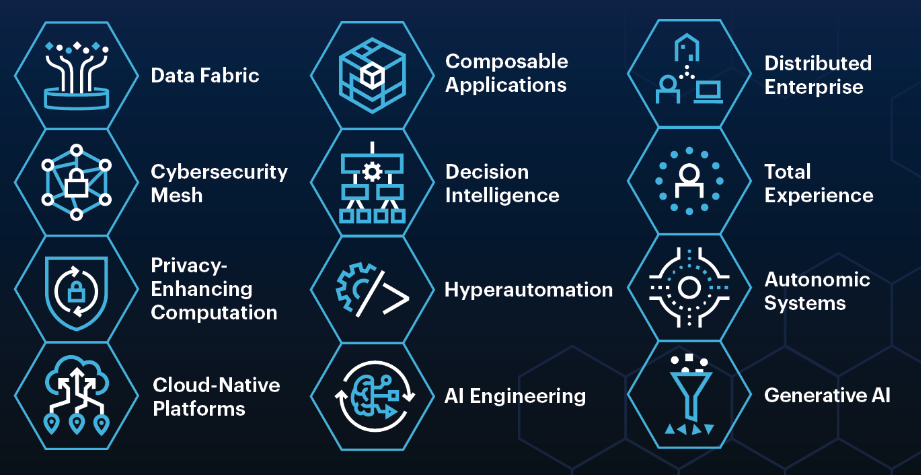 Data Fabric
Cybersecurity
Mesh
Privacy-
Enhancing
Computation
Cloud-Native
Platforms
Composable
Applications
Decision
Intelligence
Hyperautomation
AI Engineering
Distributed
Enterprise
Total
Experience
Autonomic
Systems
Generative AI